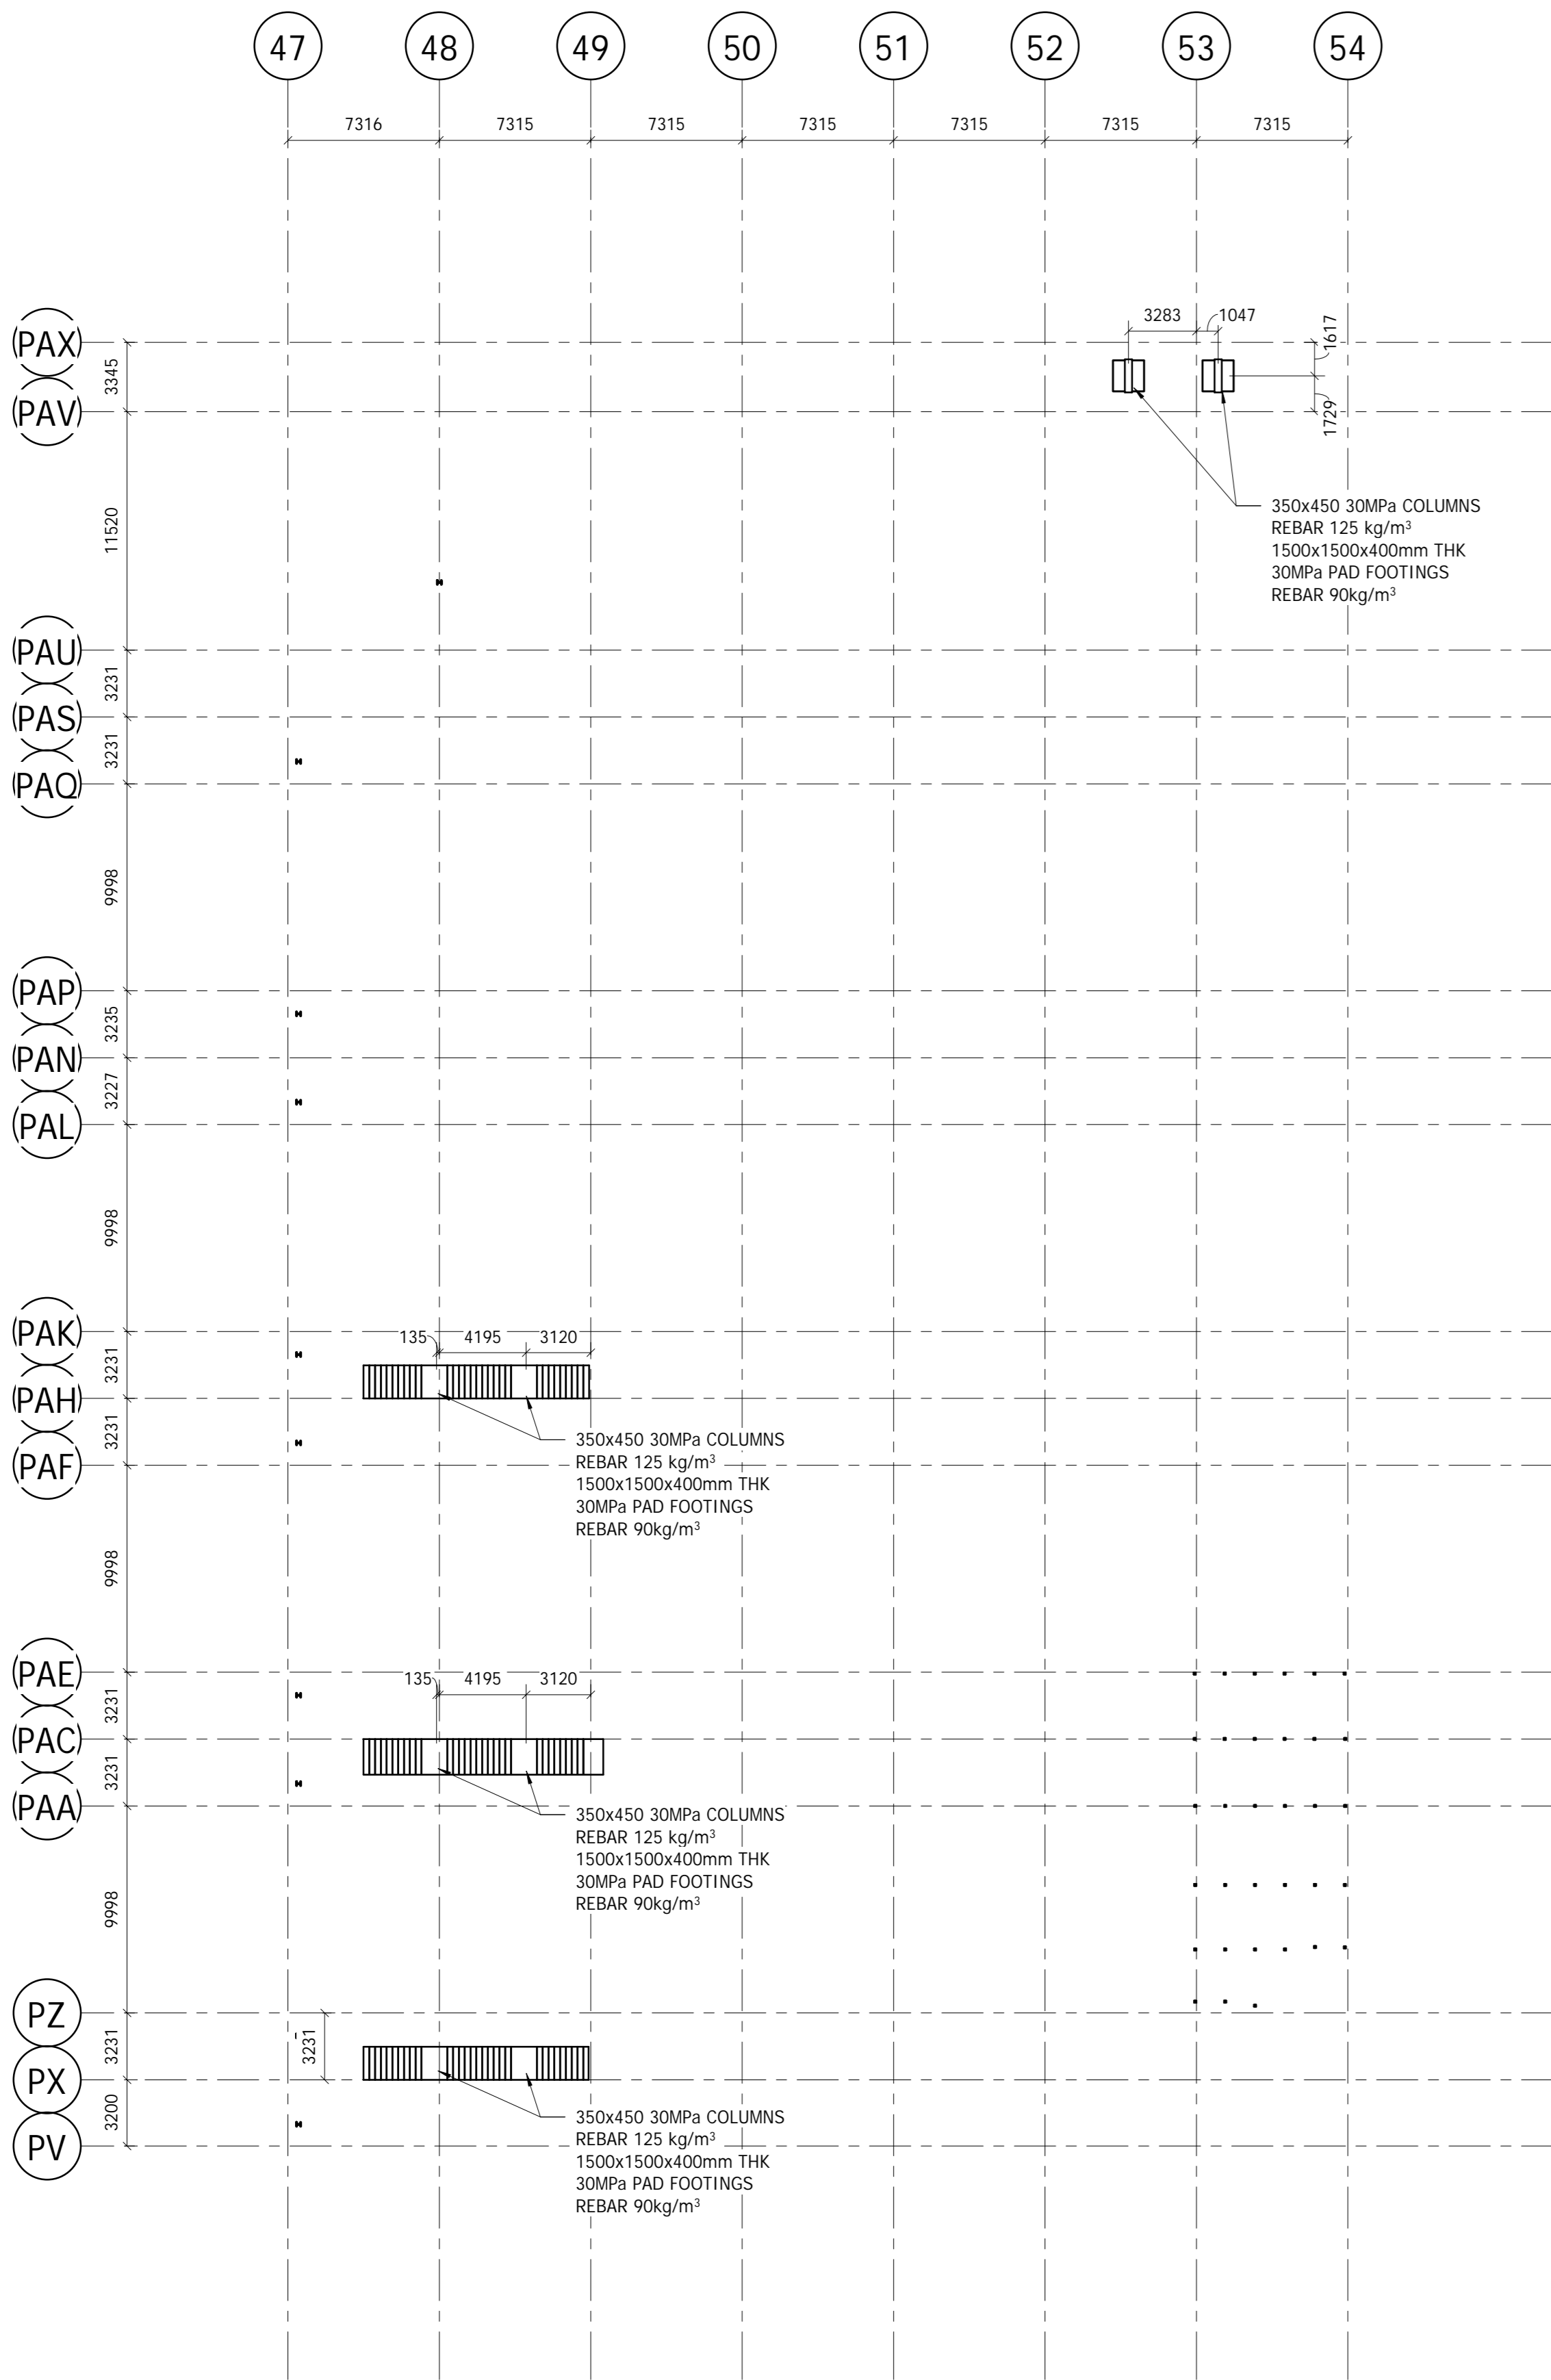 47 48 49 50 51 52 53 54
7316 7315 7315 7315 7315 7315 7315
PAX
3283 1047
1617
3345
PAV
1729
11520
350x450 30MPa COLUMNS
REBAR 125 kg/m³
1500x1500x400mm THK
30MPa PAD FOOTINGS
REBAR 90kg/m³
PAU
3231
PAS
3231
PAQ
9998
PAP
3235
PAN
3227
PAL
9998
PAK
135 4195 3120
3231
PAH
3231
350x450 30MPa COLUMNS
REBAR 125 kg/m³
PAF
1500x1500x400mm THK
30MPa PAD FOOTINGS
REBAR 90kg/m³
9998
PAE
135 4195 3120
3231
PAC
3231
PAA
350x450 30MPa COLUMNS
REBAR 125 kg/m³
1500x1500x400mm THK
30MPa PAD FOOTINGS
REBAR 90kg/m³
9998
PZ
3231 3231
PX
3200
350x450 30MPa COLUMNS
REBAR 125 kg/m³
PV
1500x1500x400mm THK
30MPa PAD FOOTINGS
REBAR 90kg/m³